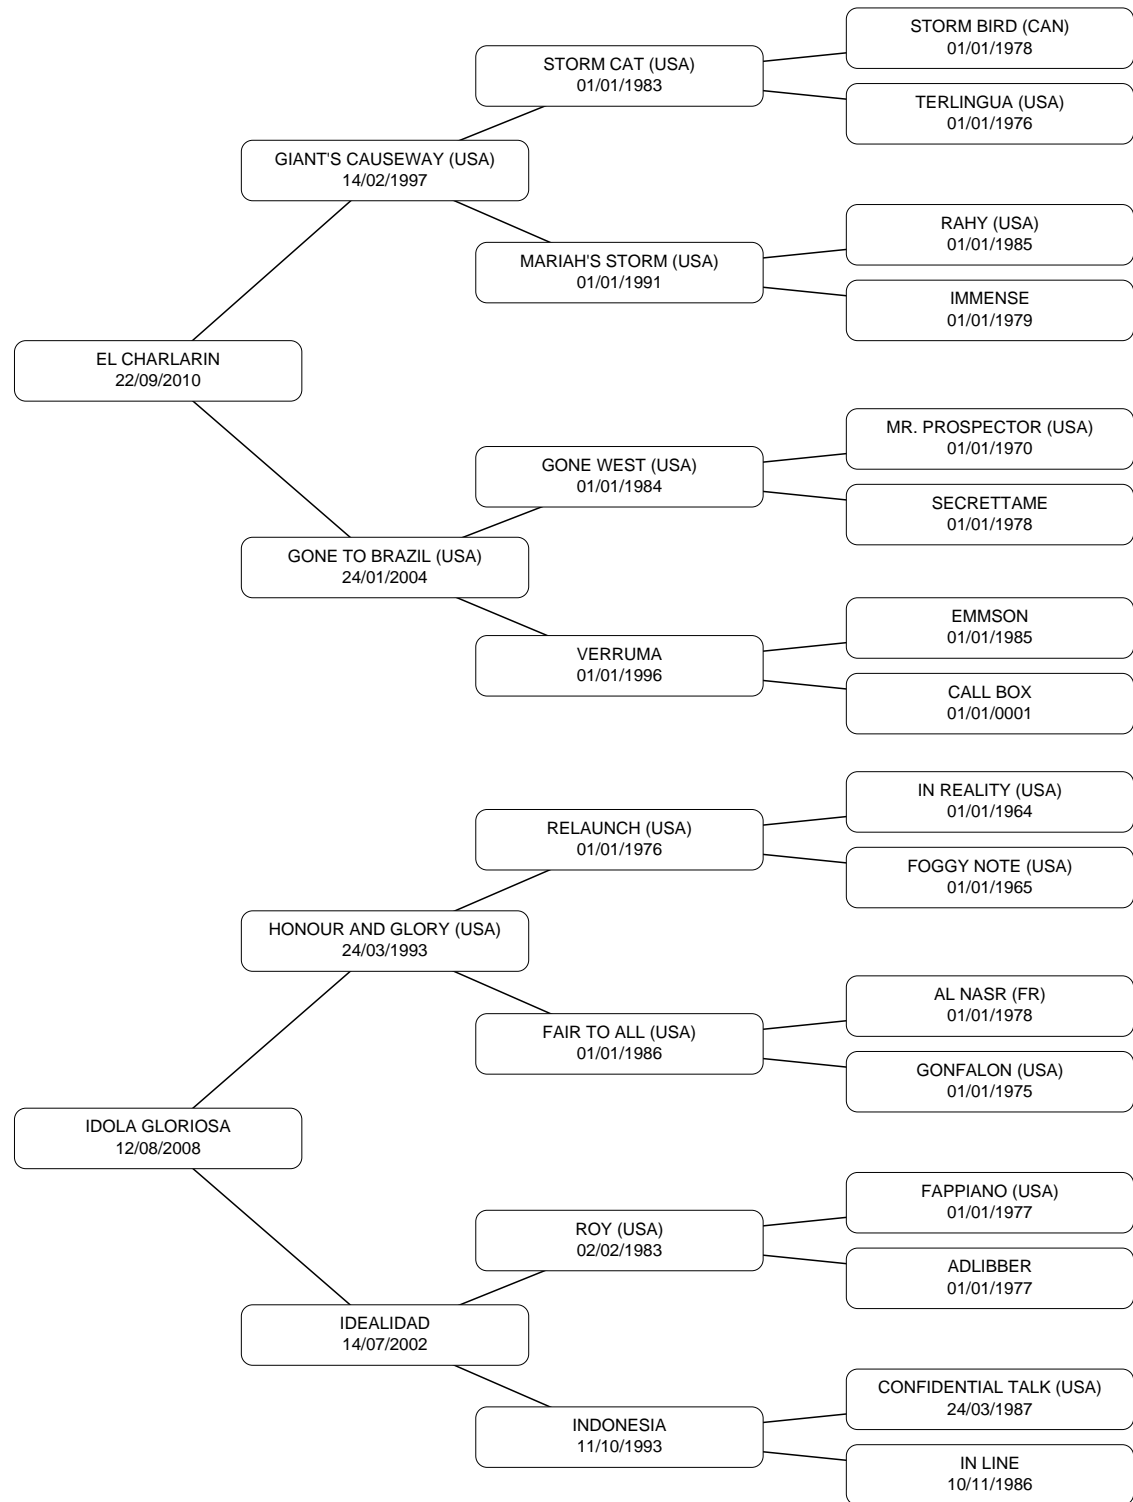 STORM BIRD (CAN)
01/01/1978
STORM CAT (USA)
01/01/1983
TERLINGUA (USA)
01/01/1976
GIANT'S CAUSEWAY (USA)
14/02/1997
RAHY (USA)
01/01/1985
MARIAH'S STORM (USA)
01/01/1991
IMMENSE
01/01/1979
EL CHARLARIN
22/09/2010
MR. PROSPECTOR (USA)
01/01/1970
GONE WEST (USA)
01/01/1984
SECRETTAME
01/01/1978
GONE TO BRAZIL (USA)
24/01/2004
EMMSON
01/01/1985
VERRUMA
01/01/1996
CALL BOX
01/01/0001
IN REALITY (USA)
01/01/1964
RELAUNCH (USA)
01/01/1976
FOGGY NOTE (USA)
01/01/1965
HONOUR AND GLORY (USA)
24/03/1993
AL NASR (FR)
01/01/1978
FAIR TO ALL (USA)
01/01/1986
GONFALON (USA)
01/01/1975
IDOLA GLORIOSA
12/08/2008
FAPPIANO (USA)
01/01/1977
ROY (USA)
02/02/1983
ADLIBBER
01/01/1977
IDEALIDAD
14/07/2002
CONFIDENTIAL TALK (USA)
24/03/1987
INDONESIA
11/10/1993
IN LINE
10/11/1986